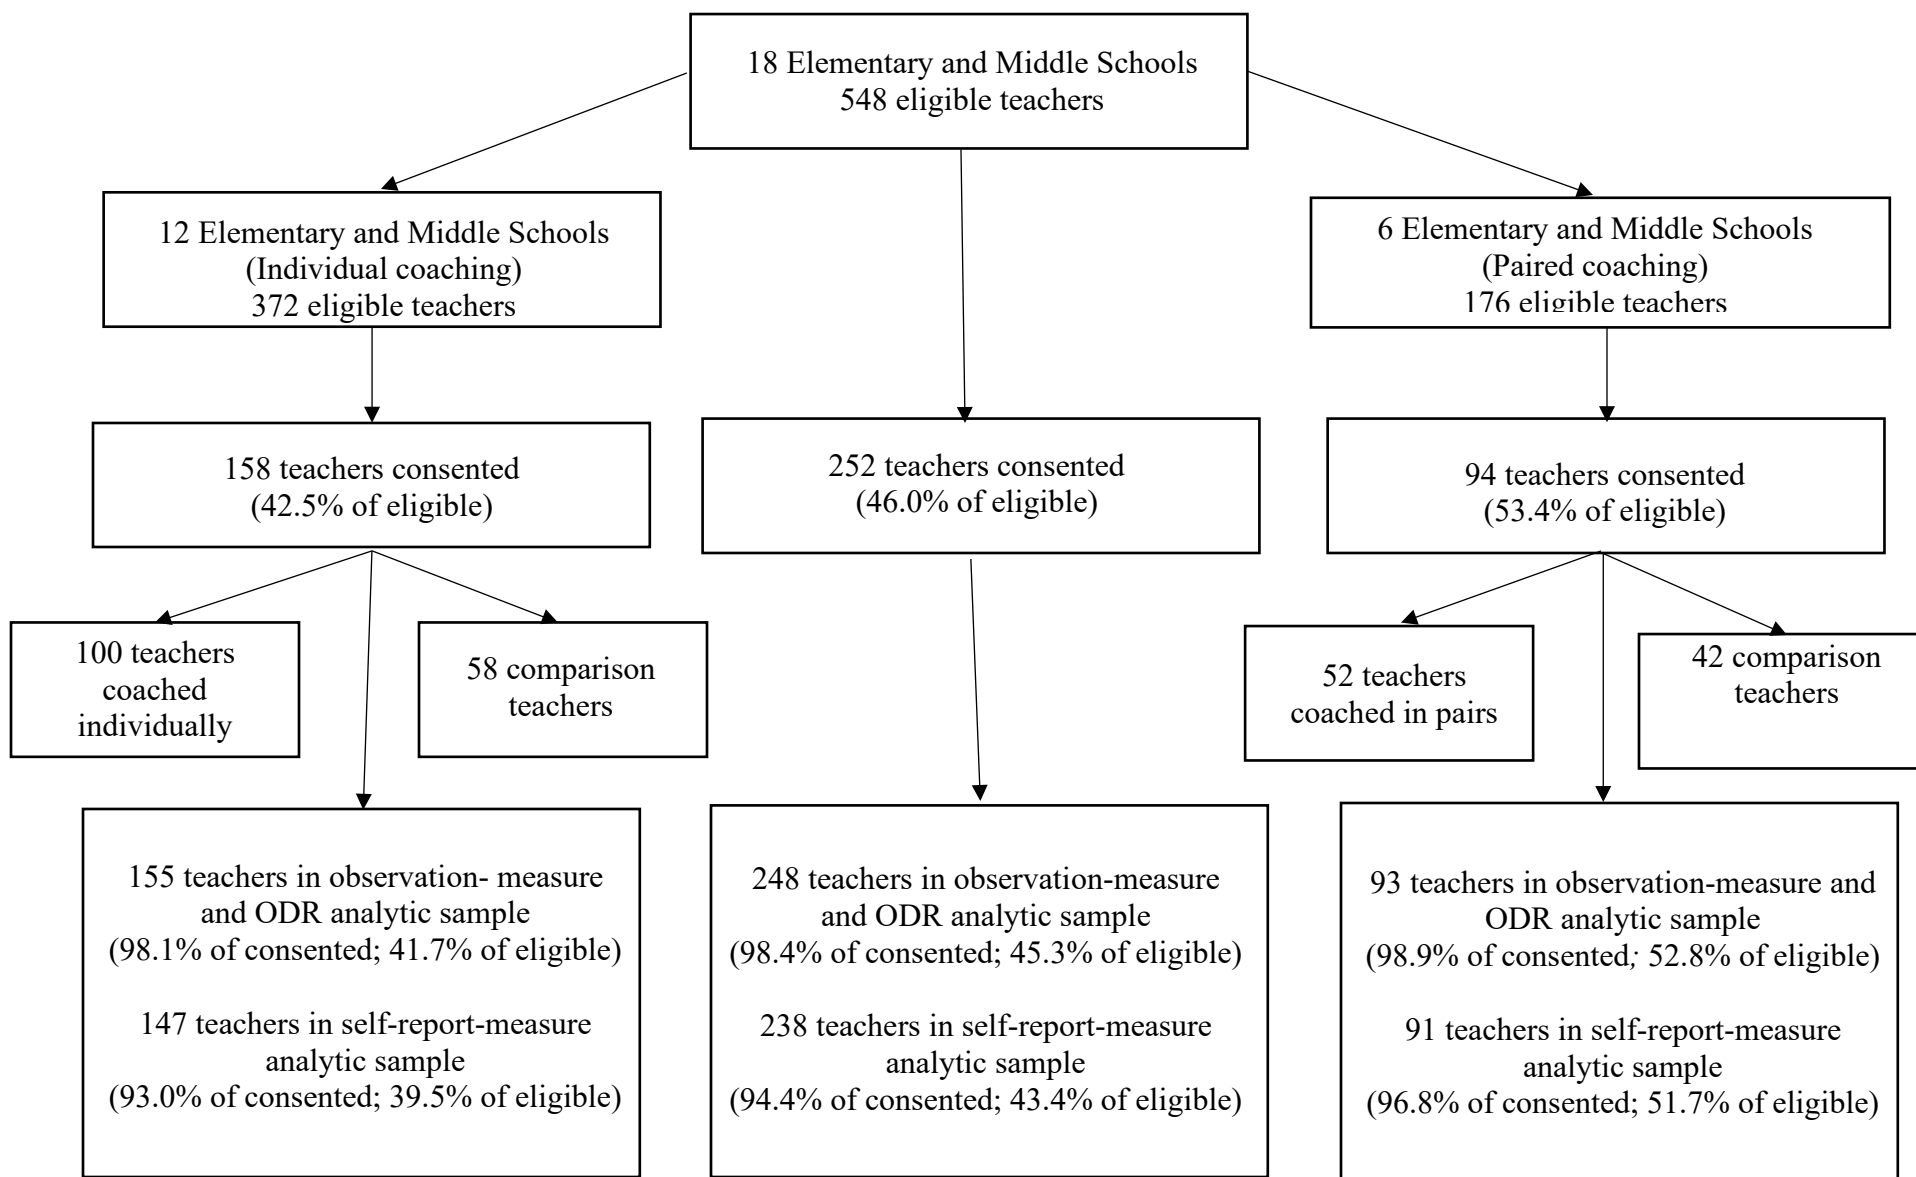 18 Elementary and Middle Schools
548 eligible teachers
12 Elementary and Middle Schools
(Individual coaching)
372 eligible teachers
6 Elementary and Middle Schools
(Paired coaching)
176 eligible teachers
158 teachers consented
(42.5% of eligible)
252 teachers consented
(46.0% of eligible)
94 teachers consented
(53.4% of eligible)
100 teachers
coached
individually
58 comparison
teachers
52 teachers
coached in pairs
42 comparison
teachers
155 teachers in observation- measure
and ODR analytic sample
(98.1% of consented; 41.7% of eligible)
147 teachers in self-report-measure
analytic sample
(93.0% of consented; 39.5% of eligible)
248 teachers in observation-measure
and ODR analytic sample
(98.4% of consented; 45.3% of eligible)
238 teachers in self-report-measure
analytic sample
(94.4% of consented; 43.4% of eligible)
93 teachers in observation-measure and
ODR analytic sample
(98.9% of consented; 52.8% of eligible)
91 teachers in self-report-measure
analytic sample
(96.8% of consented; 51.7% of eligible)